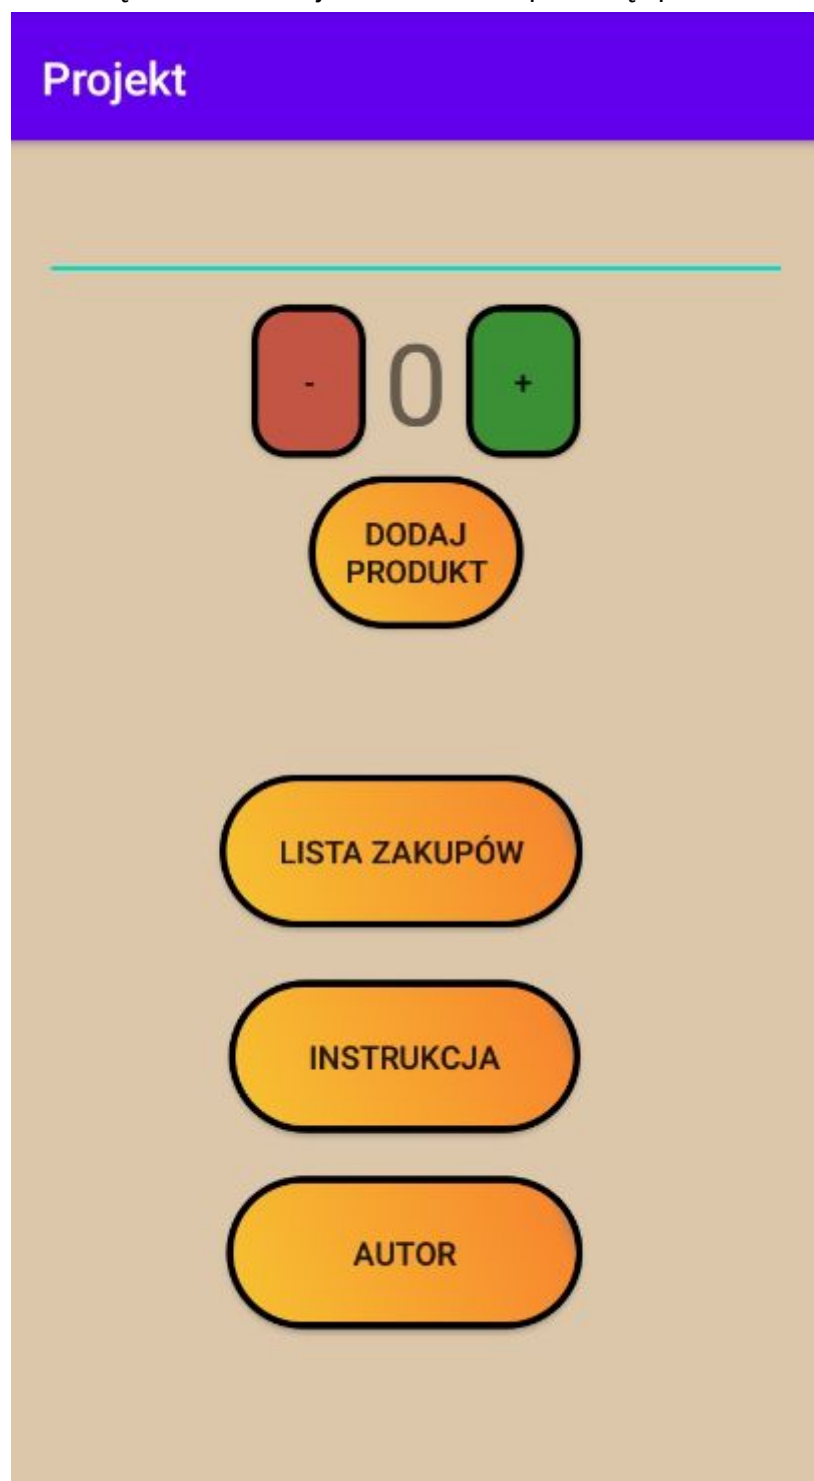 Projekt
- 0 +
DODAJ
PRODUKT
LISTA ZAKUPÓW
INSTRUKCJA
AUTOR